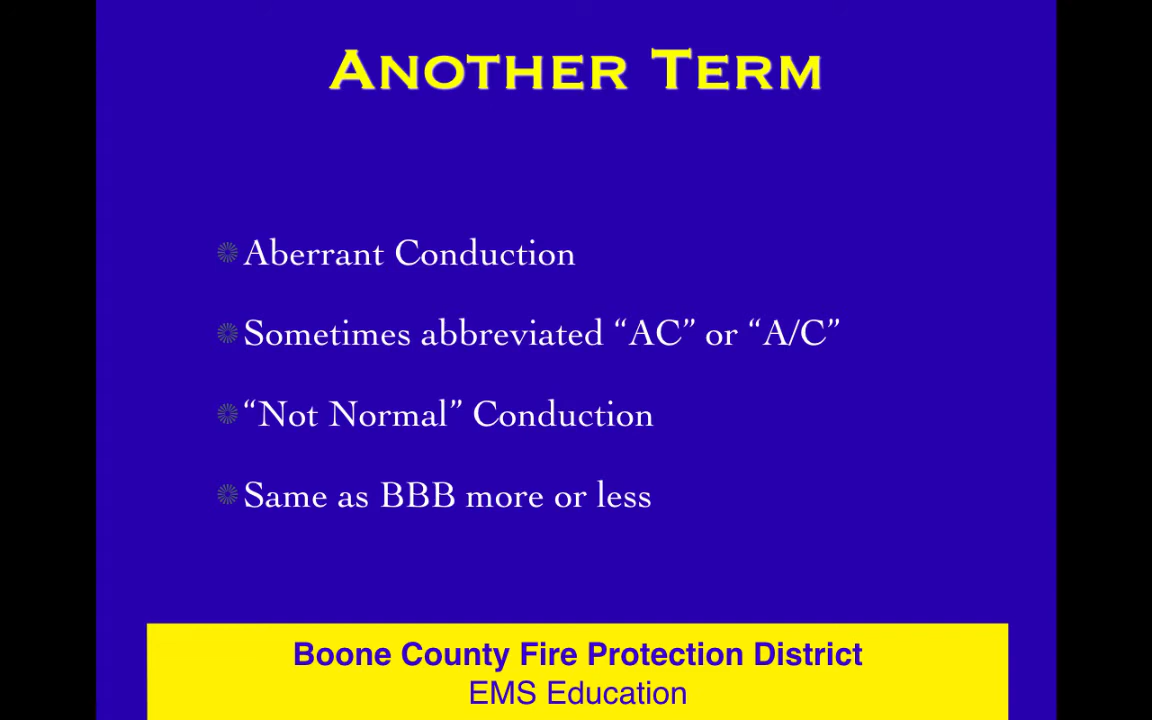 Another Term
Aberrant Conduction
Sometimes abbreviated “AC” or “A/C”
“Not Normal” Conduction
Same as BBB more or less
Boone County Fire Protection District
EMS Education